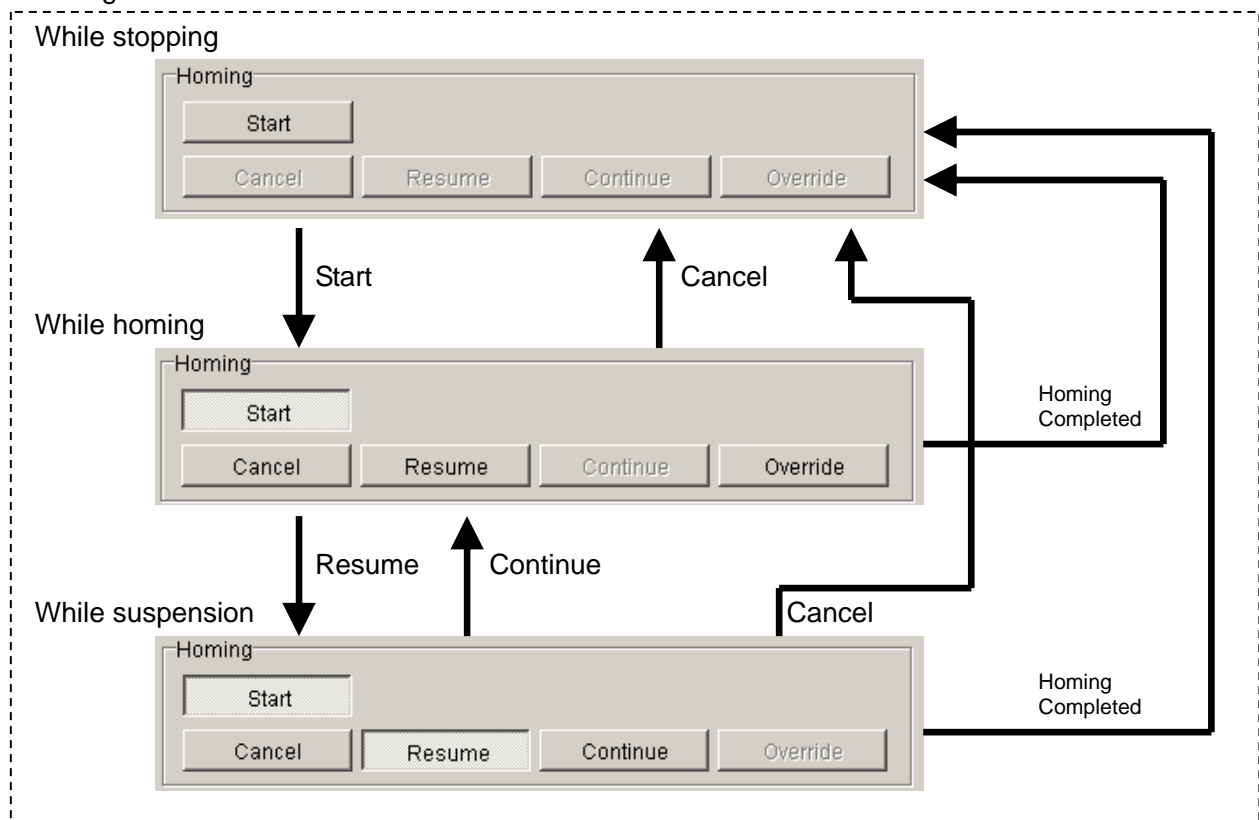 While stopping
Homing
Start
Cancel Resume Continue Override
Start Cancel
While homing
Homing
Start
Cancel Resume Continue Override
Homing
Completed
Resume Continue
While suspension Cancel
Homing
Start
Cancel Resume Continue Override
Homing
Completed